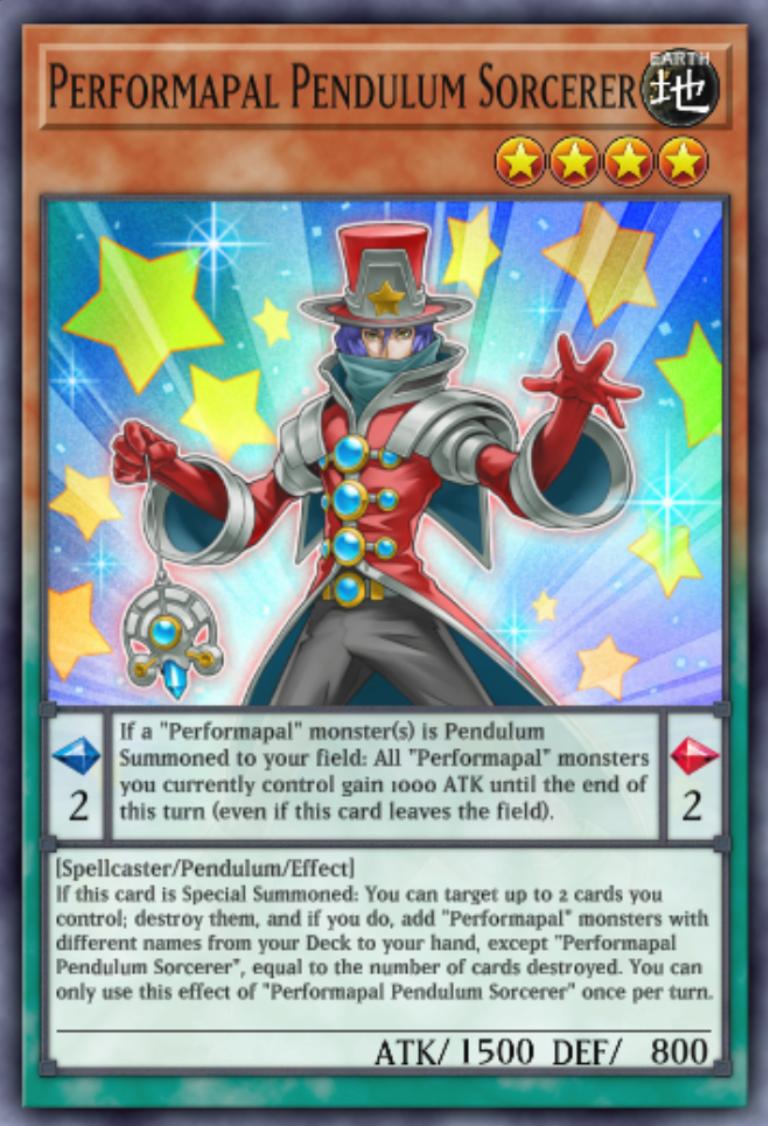 Performapal Pendulum Sorcerer
EARTH
地
If a "Performapal" monster(s) is Pendulum
Summoned to your field: All "Performapal" monsters
you currently control gain 1000 ATK until the end of
this turn (even if this card leaves the field).
2
2
[Spellcaster/Pendulum/Effect]
If this card is Special Summoned: You can target up to 2 cards you
control; destroy them, and if you do, add "Performapal" monsters with
different names from your Deck to your hand, except "Performapal
Pendulum Sorcerer", equal to the number of cards destroyed. You can
only use this effect of "Performapal Pendulum Sorcerer" once per turn.
ATK/ 1500 DEF/ 800